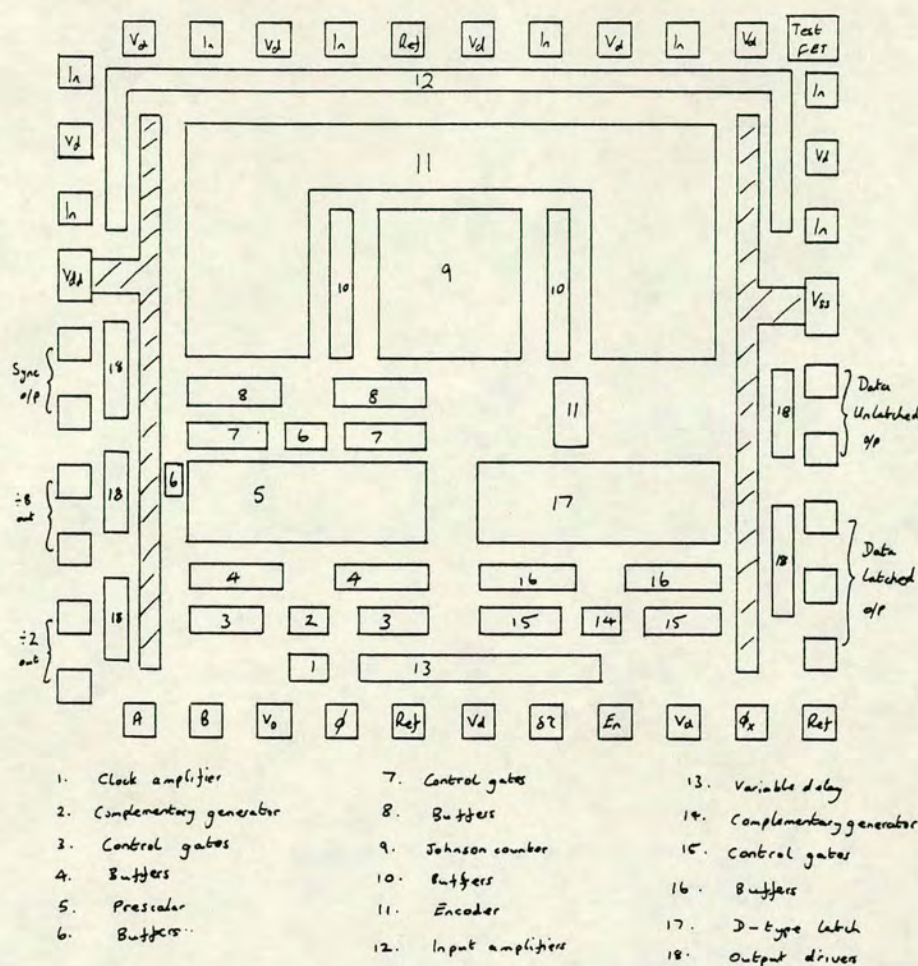 Vd In Vd In Ref Vd In Vd In Vd Test FET
In 12 In
Vd Vd
11
In In
10 9 10
Vdd Vss
Sync o/p 18 8 8 11 18 Data Unlatched o/p
7 6 7
÷8 out 18 6 5 17
18 Data latched o/p
4 4 16 16
÷2 out 18 3 2 3 15 14 15
1 13
A B V0 ϕ Ref Vd δτ En Vd ϕx Ref
1. Clock amplifier
2. Complementary generator
3. Control gates
4. Buffers
5. Prescalar
6. Buffers
7. Control gates
8. Buffers
9. Johnson counter
10. Buffers
11. Encoder
12. Input amplifiers
13. Variable delay
14. Complementary generator
15. Control gates
16. Buffers
17. D-type latch
18. Output drivers